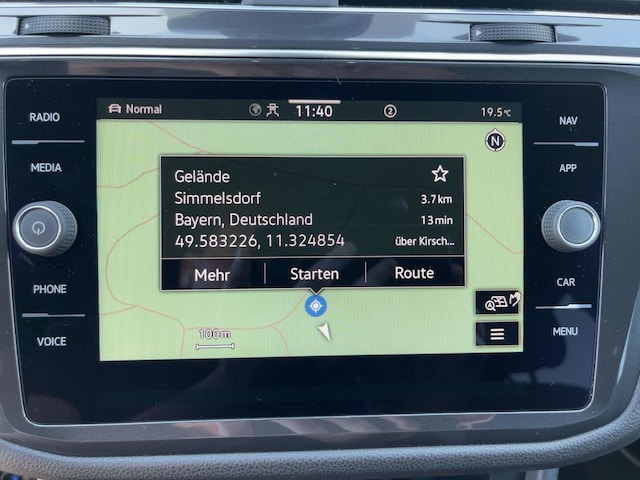 RADIO
MEDIA
PHONE
VOICE
Normal 11:40 2 19.5°C
N
Gelände
Simmelsdorf 3.7km
Bayern, Deutschland 13min
49.583226, 11.324854 über Kirsch...
Mehr Starten Route
100m
NAV
APP
CAR
MENU